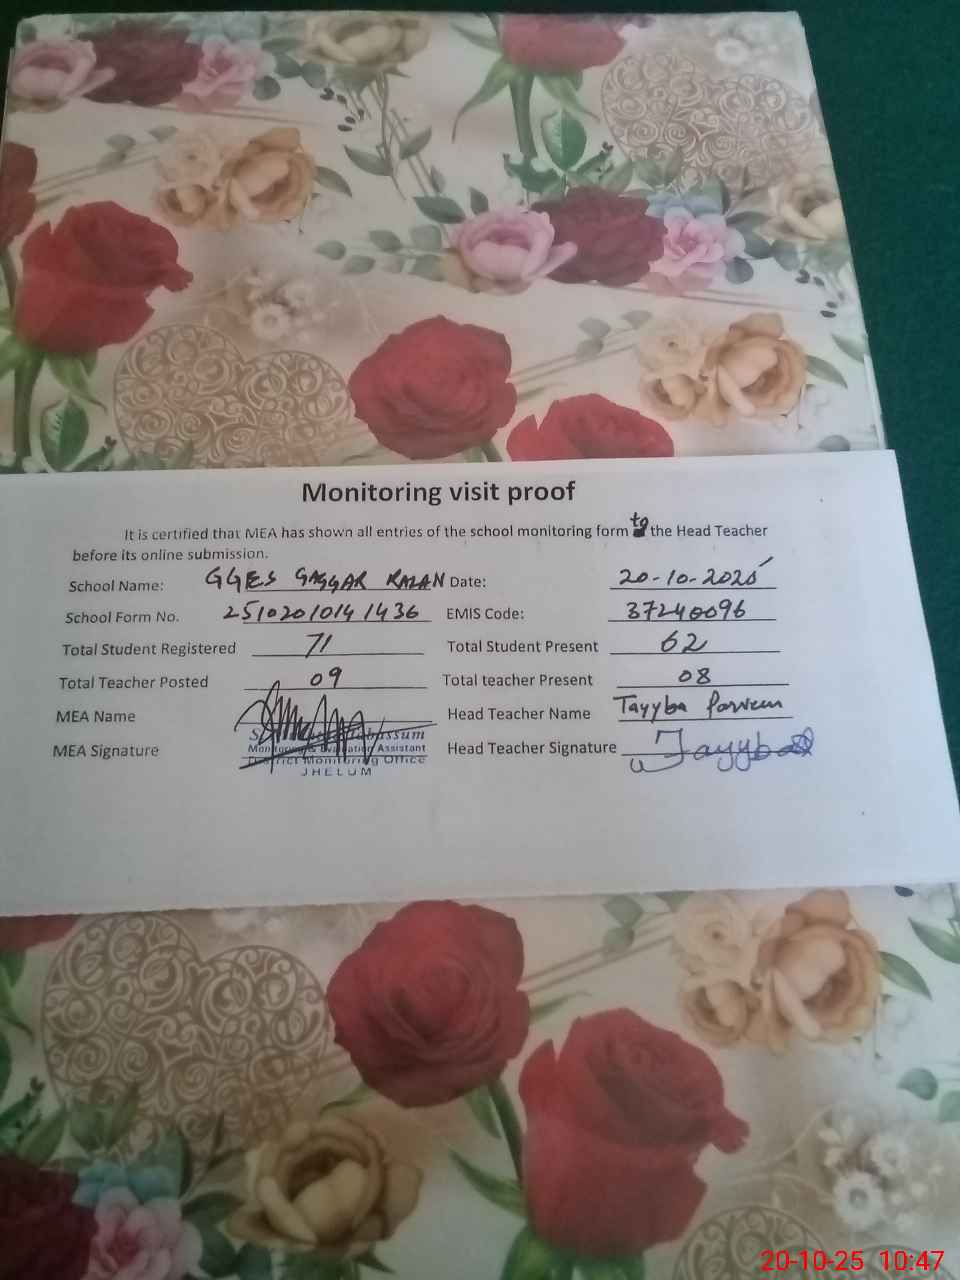 Monitoring visit proof
It is certified that MEA has shown all entries of the school monitoring form to the Head Teacher
before its online submission.
School Name: GGES GAGGAR KALAN Date: 20-10-2025
School Form No. 2510201014 1436 EMIS Code: 37240096
Total Student Registered 71 Total Student Present 62
Total Teacher Posted 09 Total teacher Present 08
MEA Name Head Teacher Name Tayyba Parveen
MEA Signature Head Teacher Signature Tayyba
Monitoring & Evaluation Assistant
District Monitoring Office
JHELUM
20-10-25 10:47